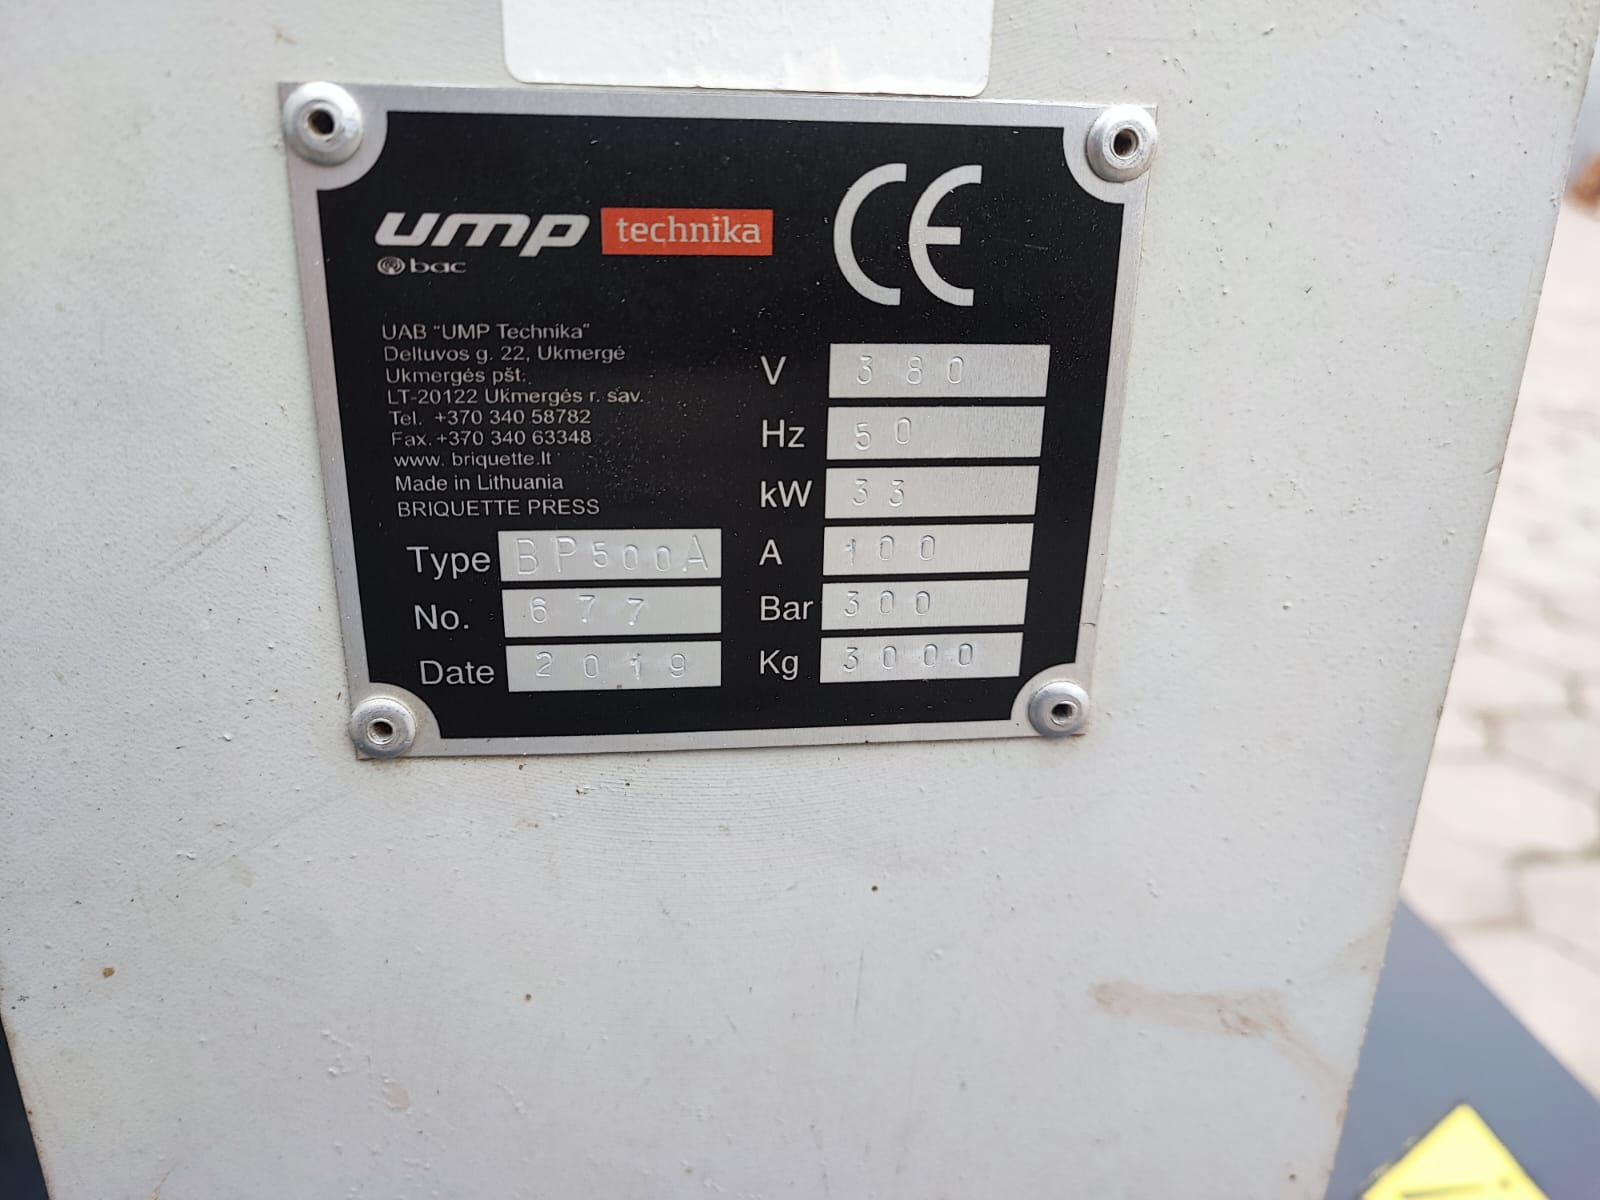 ump technika
bac
CE
UAB "UMP Technika"
Deltuvos g. 22, Ukmergė
Ukmergės pšt.
LT-20122 Ukmergės r. sav.
Tel. +370 340 58782
Fax. +370 340 63348
www. briquette.lt
Made in Lithuania
BRIQUETTE PRESS
Type BP500A
No. 677
Date 2019
V 380
Hz 50
kW 33
A 100
Bar 300
Kg 3000